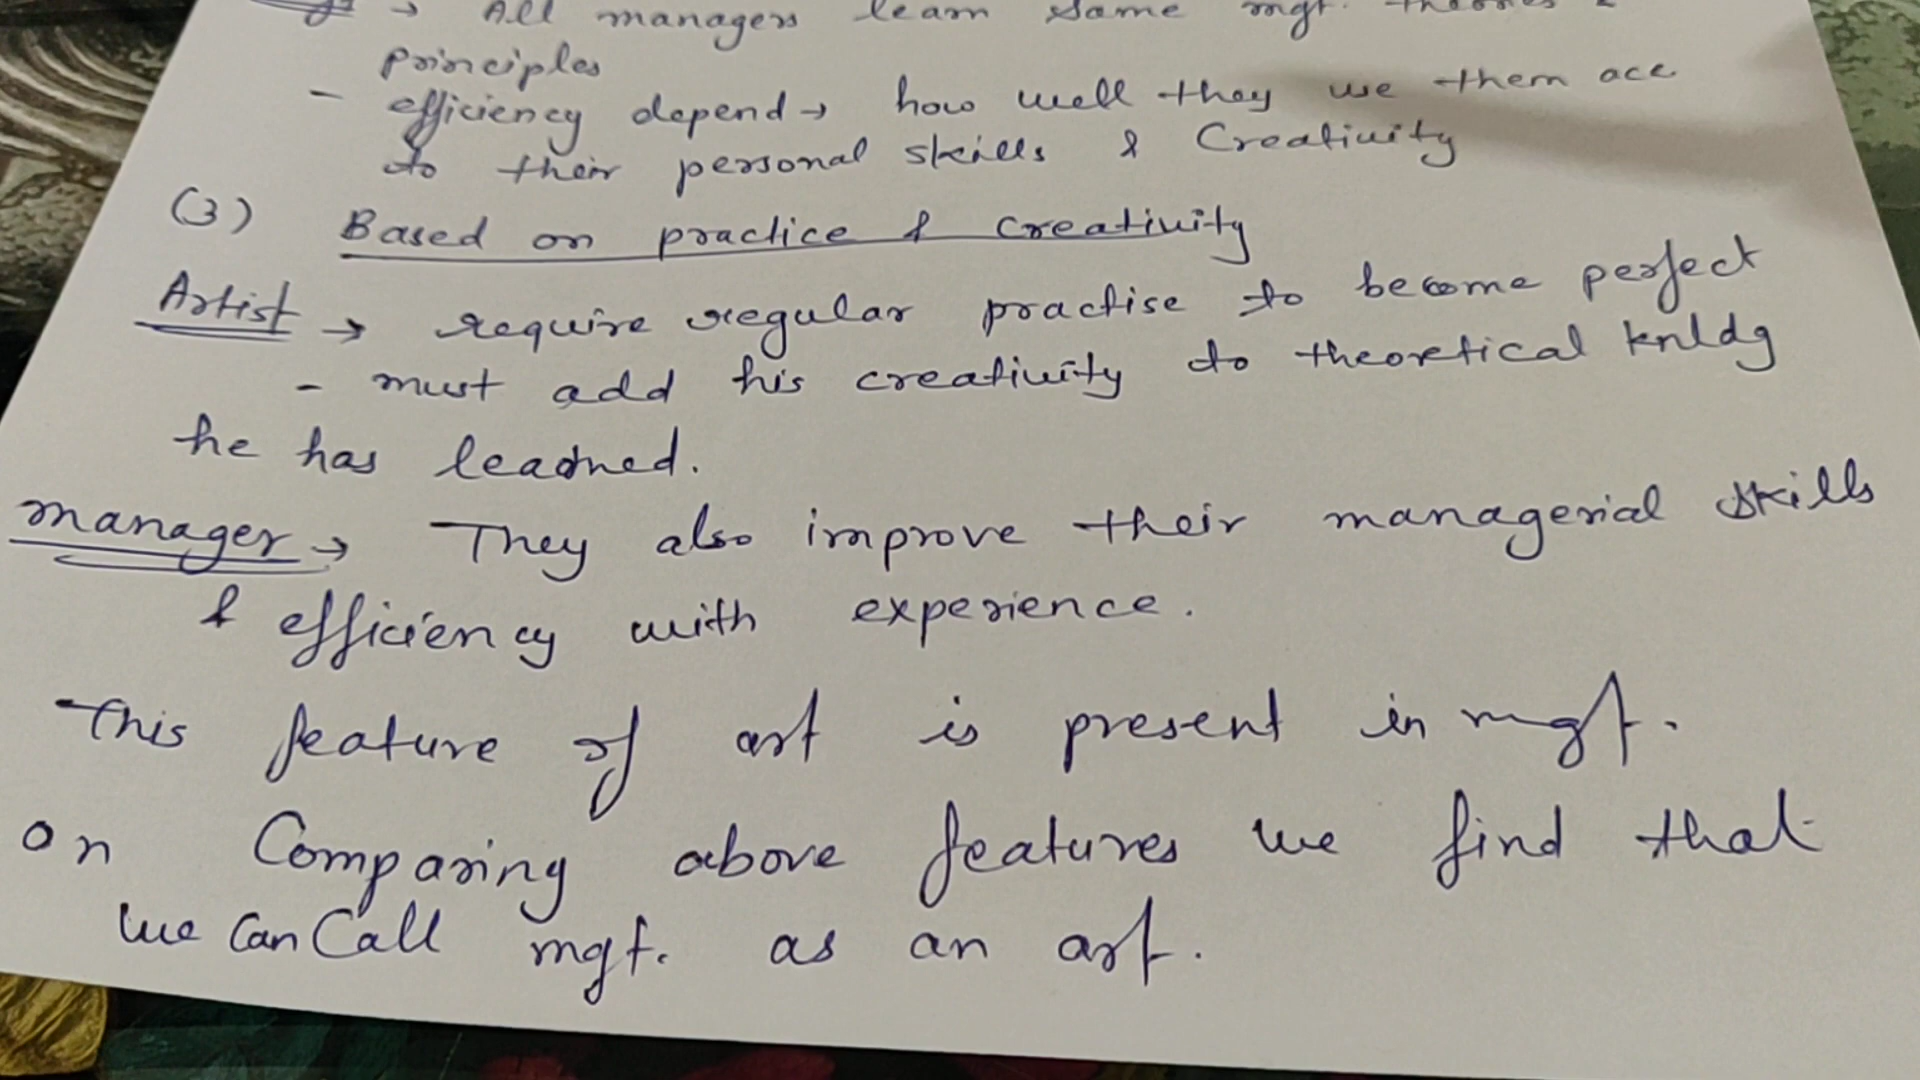 → All managers learn same mgt. theories &
principles
- efficiency depend → how well they use them acc
to their personal skills & Creativity
(3) Based on practice & creativity
Artist → require regular practise to become perfect
- must add his creativity to theoretical knldg
he has learned.
manager → They also improve their managerial skills
& efficiency with experience.
This feature of art is present in mgt.
on Comparing above features we find that
we Can Call mgt. as an art.